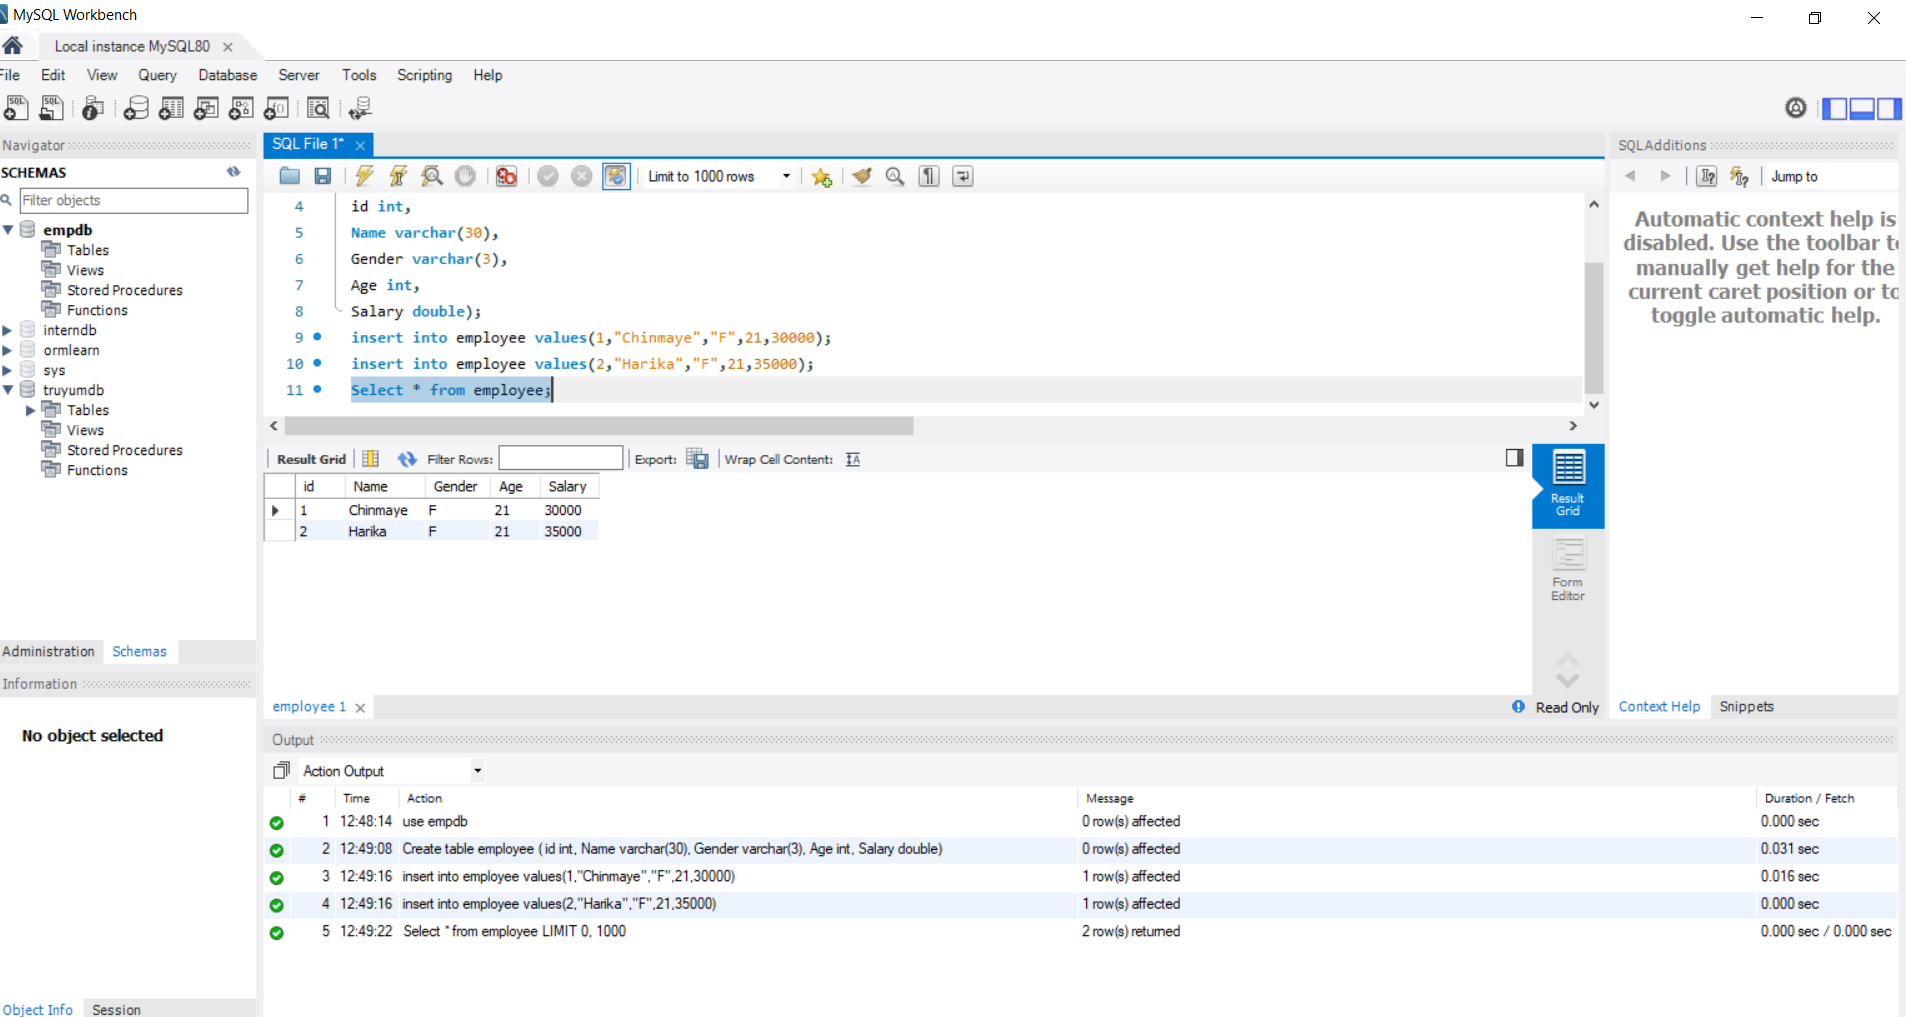 MySQL Workbench
Local instance MySQL80
File Edit View Query Database Server Tools Scripting Help
Navigator
SCHEMAS
Filter objects
empdb
Tables
Views
Stored Procedures
Functions
interndb
ormlearn
sys
truyumdb
Tables
Views
Stored Procedures
Functions
Administration Schemas
Information
No object selected
Object Info Session
SQL File 1*
Limit to 1000 rows
4 id int,
5 Name varchar(30),
6 Gender varchar(3),
7 Age int,
8 Salary double);
9 insert into employee values(1,"Chinmaye","F",21,30000);
10 insert into employee values(2,"Harika","F",21,35000);
11 Select * from employee;
Result Grid Filter Rows: Export: Wrap Cell Content:
id Name Gender Age Salary
1 Chinmaye F 21 30000
2 Harika F 21 35000
Result
Grid
Form
Editor
employee 1
Read Only
SQLAdditions
Jump to
Automatic context help is
disabled. Use the toolbar to
manually get help for the
current caret position or to
toggle automatic help.
Context Help Snippets
Output
Action Output
# Time Action Message Duration / Fetch
1 12:48:14 use empdb 0 row(s) affected 0.000 sec
2 12:49:08 Create table employee ( id int, Name varchar(30), Gender varchar(3), Age int, Salary double) 0 row(s) affected 0.031 sec
3 12:49:16 insert into employee values(1,"Chinmaye","F",21,30000) 1 row(s) affected 0.016 sec
4 12:49:16 insert into employee values(2,"Harika","F",21,35000) 1 row(s) affected 0.000 sec
5 12:49:22 Select * from employee LIMIT 0, 1000 2 row(s) returned 0.000 sec / 0.000 sec